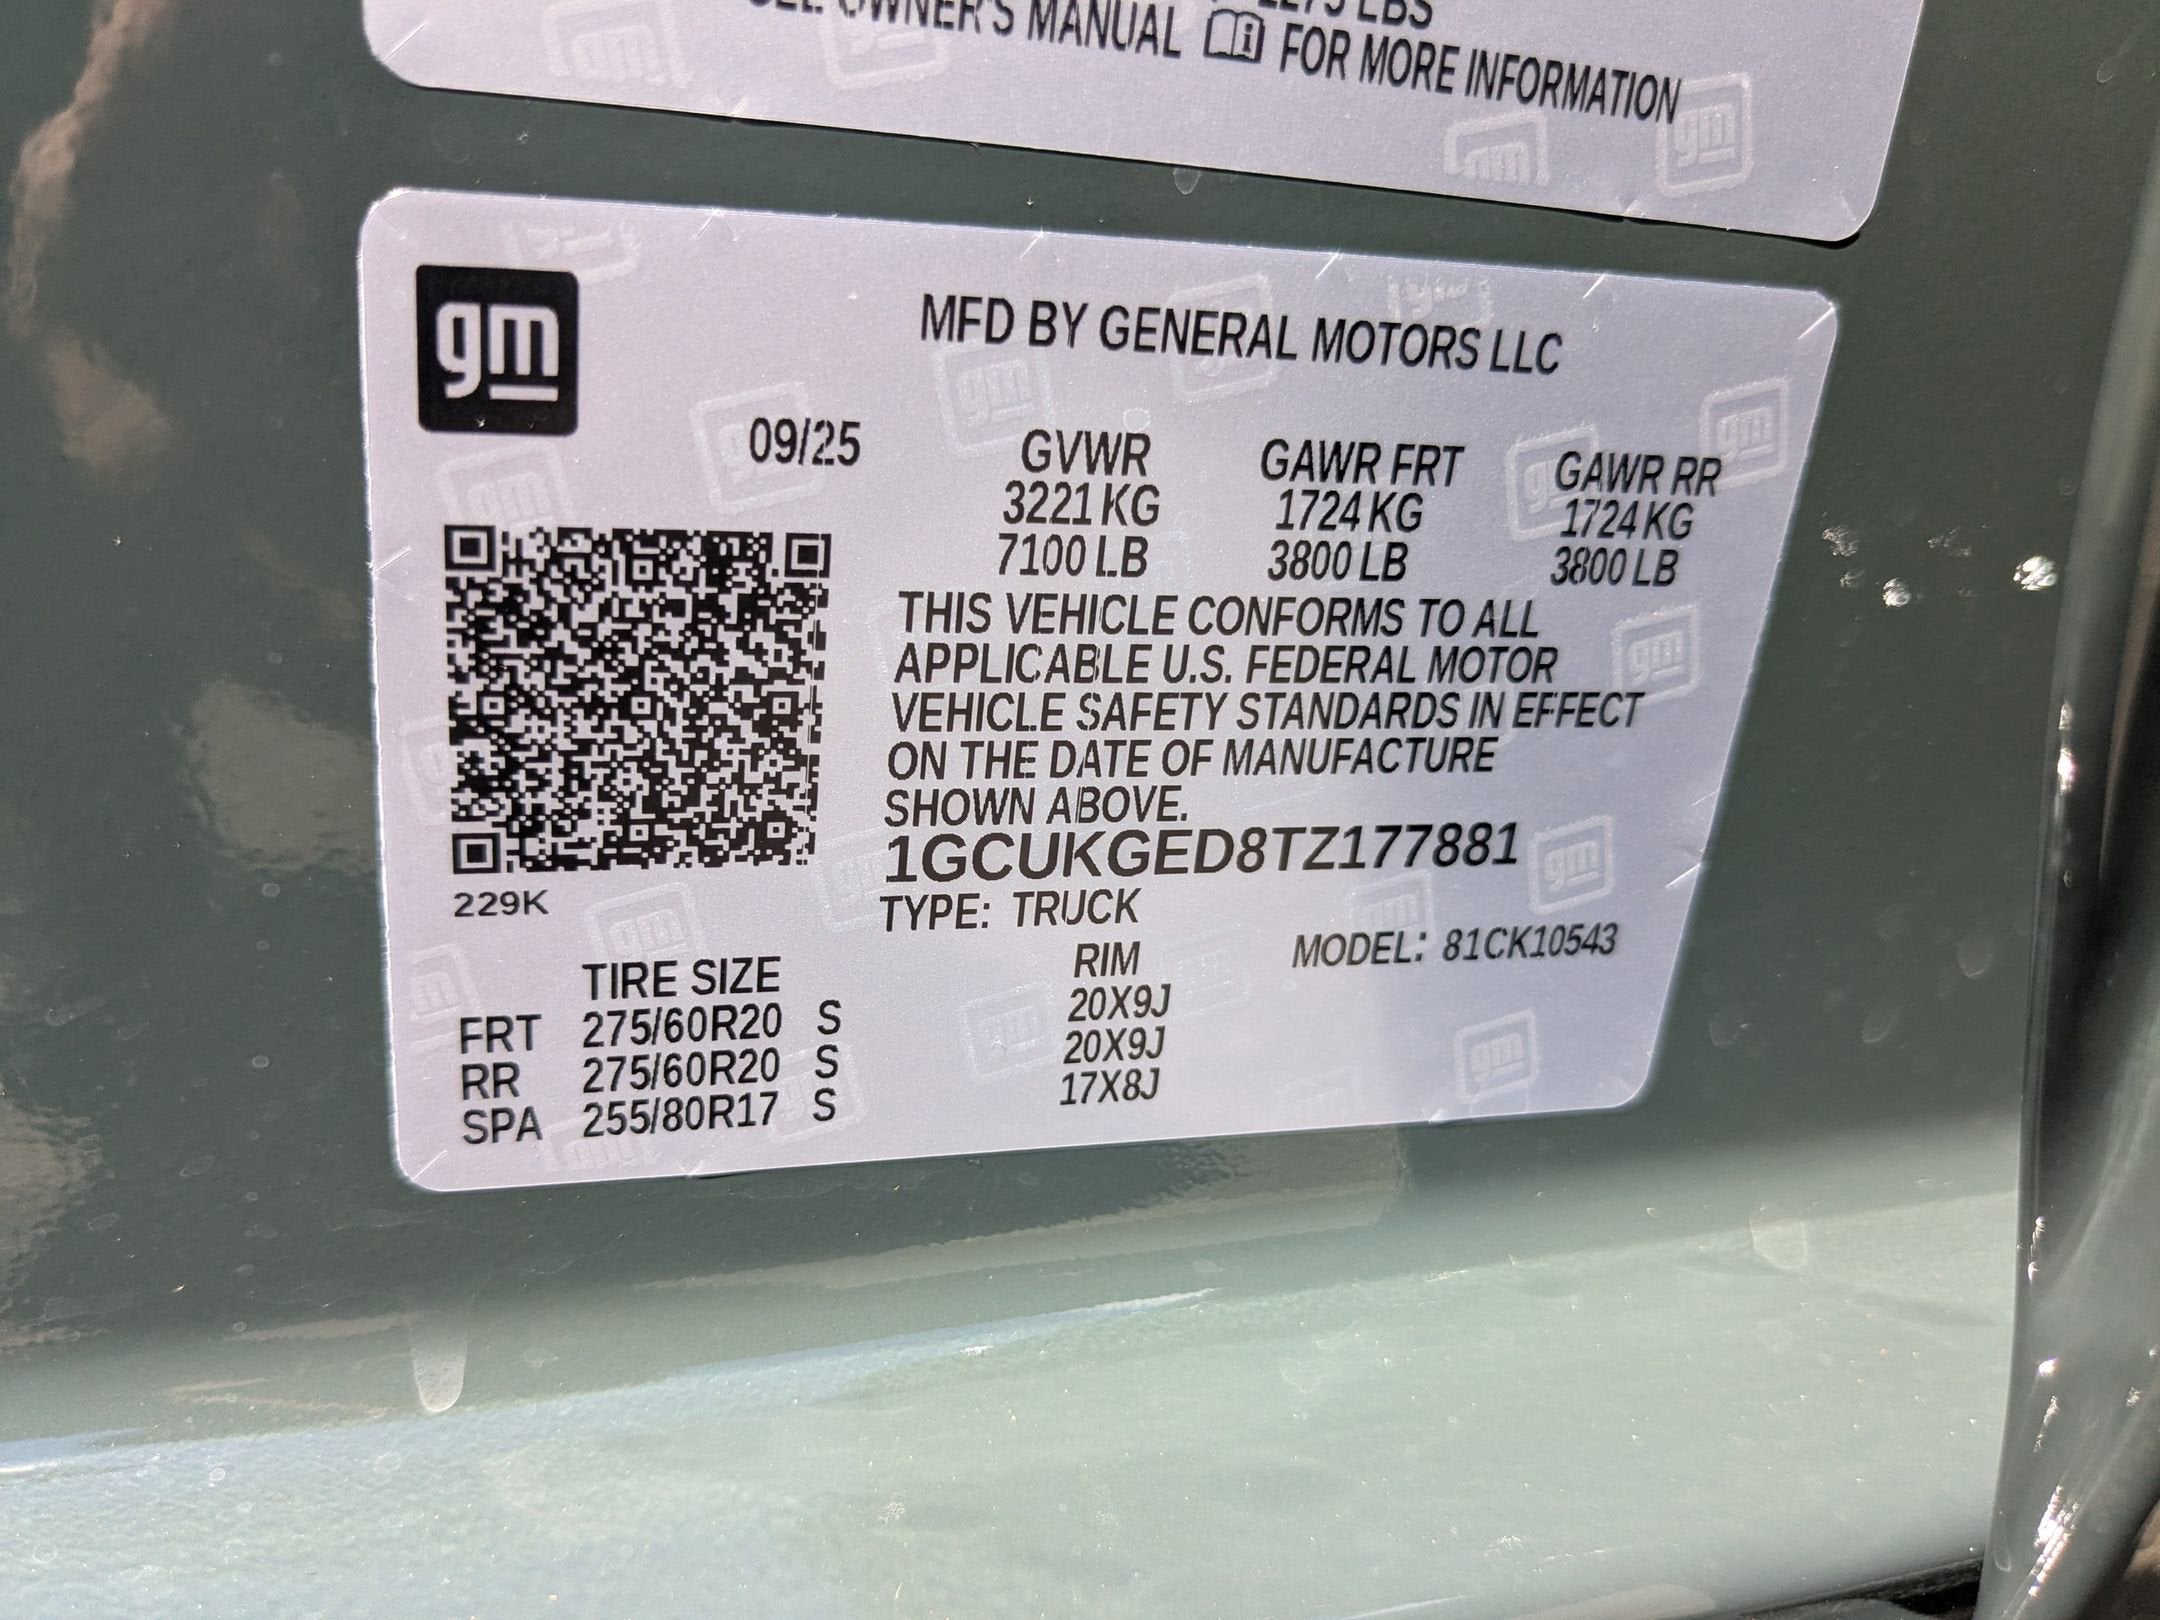 LBS
OWNER'S MANUAL FOR MORE INFORMATION
gm
MFD BY GENERAL MOTORS LLC
09/25
GVWR GAWR FRT GAWR RR
3221 KG 1724 KG 1724 KG
7100 LB 3800 LB 3800 LB
THIS VEHICLE CONFORMS TO ALL
APPLICABLE U.S. FEDERAL MOTOR
VEHICLE SAFETY STANDARDS IN EFFECT
ON THE DATE OF MANUFACTURE
SHOWN ABOVE.
1GCUKGED8TZ177881
229K
TYPE: TRUCK
MODEL: 81CK10543
TIRE SIZE RIM
FRT 275/60R20 S 20X9J
RR 275/60R20 S 20X9J
SPA 255/80R17 S 17X8J